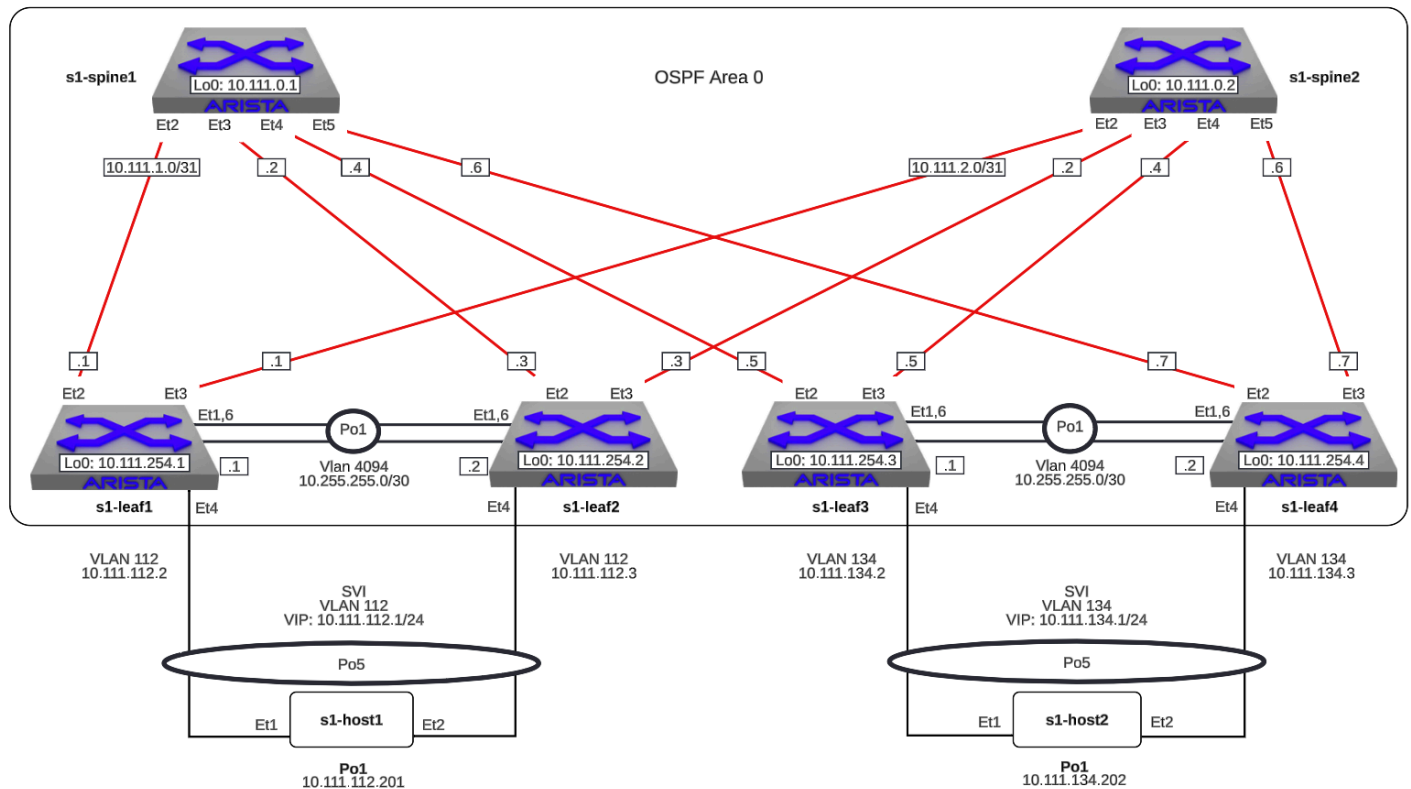 s1-spine1
Lo0: 10.111.0.1
ARISTA
OSPF Area 0
Lo0: 10.111.0.2
ARISTA
s1-spine2
Et2
Et3
Et4
Et5
Et2
Et3
Et4
Et5
10.111.1.0/31
.2
.4
.6
10.111.2.0/31
.2
.4
.6
.1
.1
.3
.3
.5
.5
.7
.7
Et2
Et3
Et2
Et3
Et2
Et3
Et2
Et3
Et1,6
Po1
Et1,6
Et1,6
Po1
Et1,6
Lo0: 10.111.254.1
ARISTA
.1
Vlan 4094
10.255.255.0/30
.2
Lo0: 10.111.254.2
ARISTA
Lo0: 10.111.254.3
ARISTA
.1
Vlan 4094
10.255.255.0/30
.2
Lo0: 10.111.254.4
ARISTA
s1-leaf1
Et4
Et4
s1-leaf2
s1-leaf3
Et4
Et4
s1-leaf4
VLAN 112
10.111.112.2
VLAN 112
10.111.112.3
VLAN 134
10.111.134.2
VLAN 134
10.111.134.3
SVI
VLAN 112
VIP: 10.111.112.1/24
SVI
VLAN 134
VIP: 10.111.134.1/24
Po5
Po5
Et1
s1-host1
Et2
Et1
s1-host2
Et2
Po1
10.111.112.201
Po1
10.111.134.202